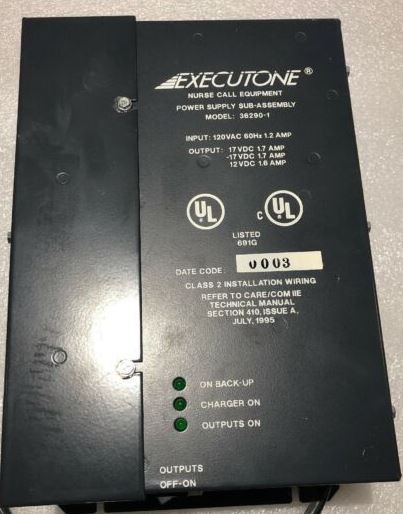 EXECUTONE®
NURSE CALL EQUIPMENT
POWER SUPPLY SUB-ASSEMBLY
MODEL: 36290-1
INPUT: 120VAC 60Hz 1.2 AMP
OUTPUT: 17VDC 1.7 AMP
-17VDC 1.7 AMP
12VDC 1.6 AMP
UL C UL
LISTED
691G
DATE CODE: 0003
CLASS 2 INSTALLATION WIRING
REFER TO CARE/COM IIE
TECHNICAL MANUAL
SECTION 410, ISSUE A,
JULY, 1995
ON BACK-UP
CHARGER ON
OUTPUTS ON
OUTPUTS
OFF-ON